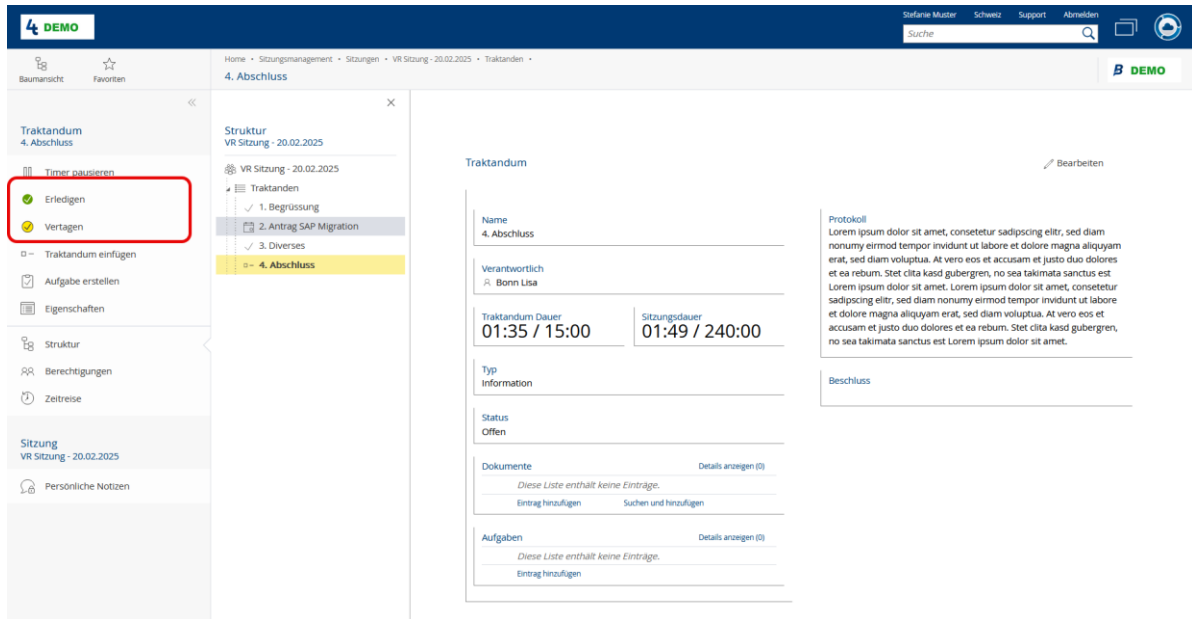 4 DEMO
Stefanie Muster Schweiz Support Abmelden
Suche
Baumansicht Favoriten
Home • Sitzungsmanagement • Sitzungen • VR Sitzung - 20.02.2025 • Traktanden •
4. Abschluss
B DEMO
Traktandum
4. Abschluss
Timer pausieren
Erledigen
Vertagen
Traktandum einfügen
Aufgabe erstellen
Eigenschaften
Struktur
Berechtigungen
Zeitreise
Sitzung
VR Sitzung - 20.02.2025
Persönliche Notizen
Struktur
VR Sitzung - 20.02.2025
VR Sitzung - 20.02.2025
Traktanden
1. Begrüssung
2. Antrag SAP Migration
3. Diverses
4. Abschluss
Traktandum
Bearbeiten
Name
4. Abschluss
Verantwortlich
Bonn Lisa
Traktandum Dauer
01:35 / 15:00
Sitzungsdauer
01:49 / 240:00
Typ
Information
Status
Offen
Dokumente Details anzeigen (0)
Diese Liste enthält keine Einträge.
Eintrag hinzufügen Suchen und hinzufügen
Aufgaben Details anzeigen (0)
Diese Liste enthält keine Einträge.
Eintrag hinzufügen
Protokoll
Lorem ipsum dolor sit amet, consetetur sadipscing elitr, sed diam
nonumy eirmod tempor invidunt ut labore et dolore magna aliquyam
erat, sed diam voluptua. At vero eos et accusam et justo duo dolores
et ea rebum. Stet clita kasd gubergren, no sea takimata sanctus est
Lorem ipsum dolor sit amet. Lorem ipsum dolor sit amet, consetetur
sadipscing elitr, sed diam nonumy eirmod tempor invidunt ut labore
et dolore magna aliquyam erat, sed diam voluptua. At vero eos et
accusam et justo duo dolores et ea rebum. Stet clita kasd gubergren,
no sea takimata sanctus est Lorem ipsum dolor sit amet.
Beschluss